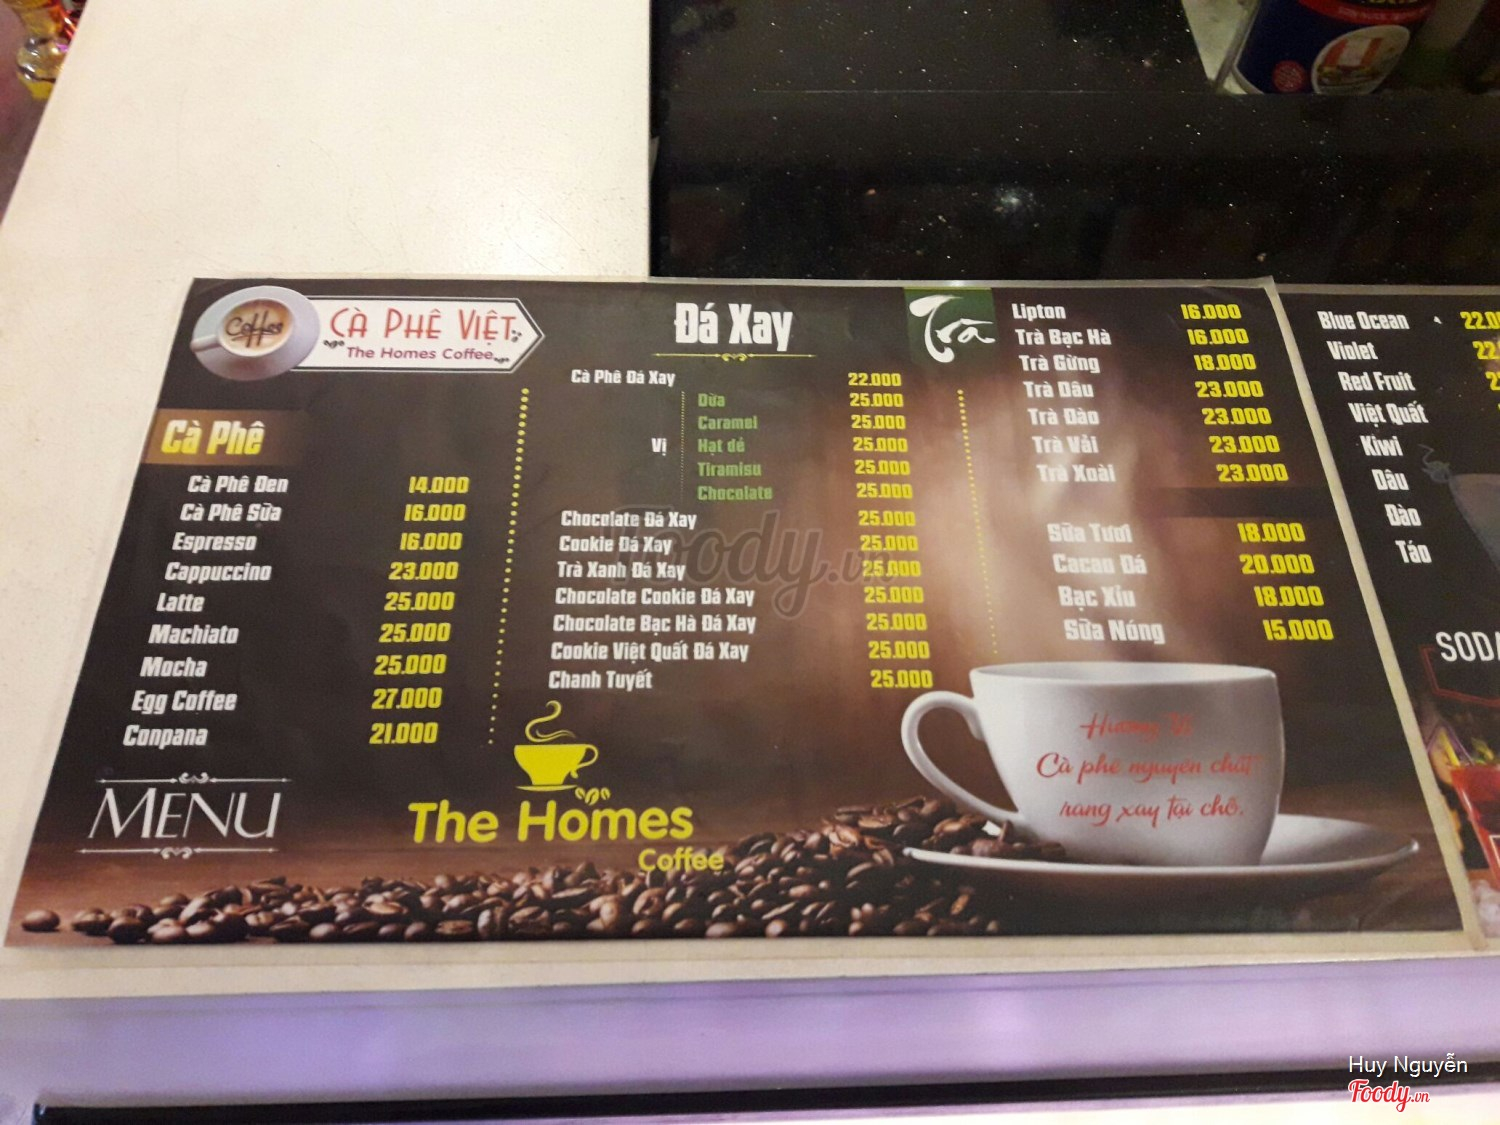 Coffee
CÀ PHÊ VIỆT
The Homes Coffee
Cà Phê
Cà Phê Đen 14.000
Cà Phê Sữa 16.000
Espresso 16.000
Cappuccino 23.000
Latte 25.000
Machiato 25.000
Mocha 25.000
Egg Coffee 27.000
Conpana 21.000
MENU
The Homes
Coffee
Đá Xay
Cà Phê Đá Xay 22.000
Vị
Dừa 25.000
Caramel 25.000
Hạt dẻ 25.000
Tiramisu 25.000
Chocolate 25.000
Chocolate Đá Xay 25.000
Cookie Đá Xay 25.000
Trà Xanh Đá Xay 25.000
Chocolate Cookie Đá Xay 25.000
Chocolate Bạc Hà Đá Xay 25.000
Cookie Việt Quất Đá Xay 25.000
Chanh Tuyết 25.000
Trà
Lipton 16.000
Trà Bạc Hà 16.000
Trà Gừng 18.000
Trà Dâu 23.000
Trà Đào 23.000
Trà Vải 23.000
Trà Xoài 23.000
Sữa Tươi 18.000
Cacao Đá 20.000
Bạc Xỉu 18.000
Sữa Nóng 15.000
Hương Vị
Cà phê nguyên chất
rang xay tại chỗ.
Blue Ocean
Violet
Red Fruit
Việt Quất
Kiwi
Dâu
Đào
Táo
SODA
Foody.vn
Huy Nguyễn
Foody.vn